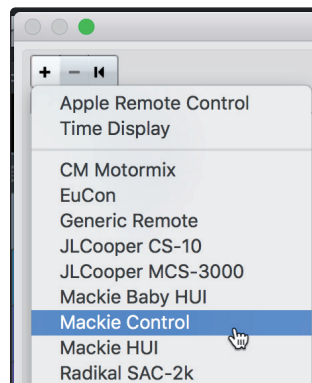 Apple Remote Control
Time Display
CM Motormix
EuCon
Generic Remote
JLCooper CS-10
JLCooper MCS-3000
Mackie Baby HUI
Mackie Control
Mackie HUI
Radikal SAC-2k